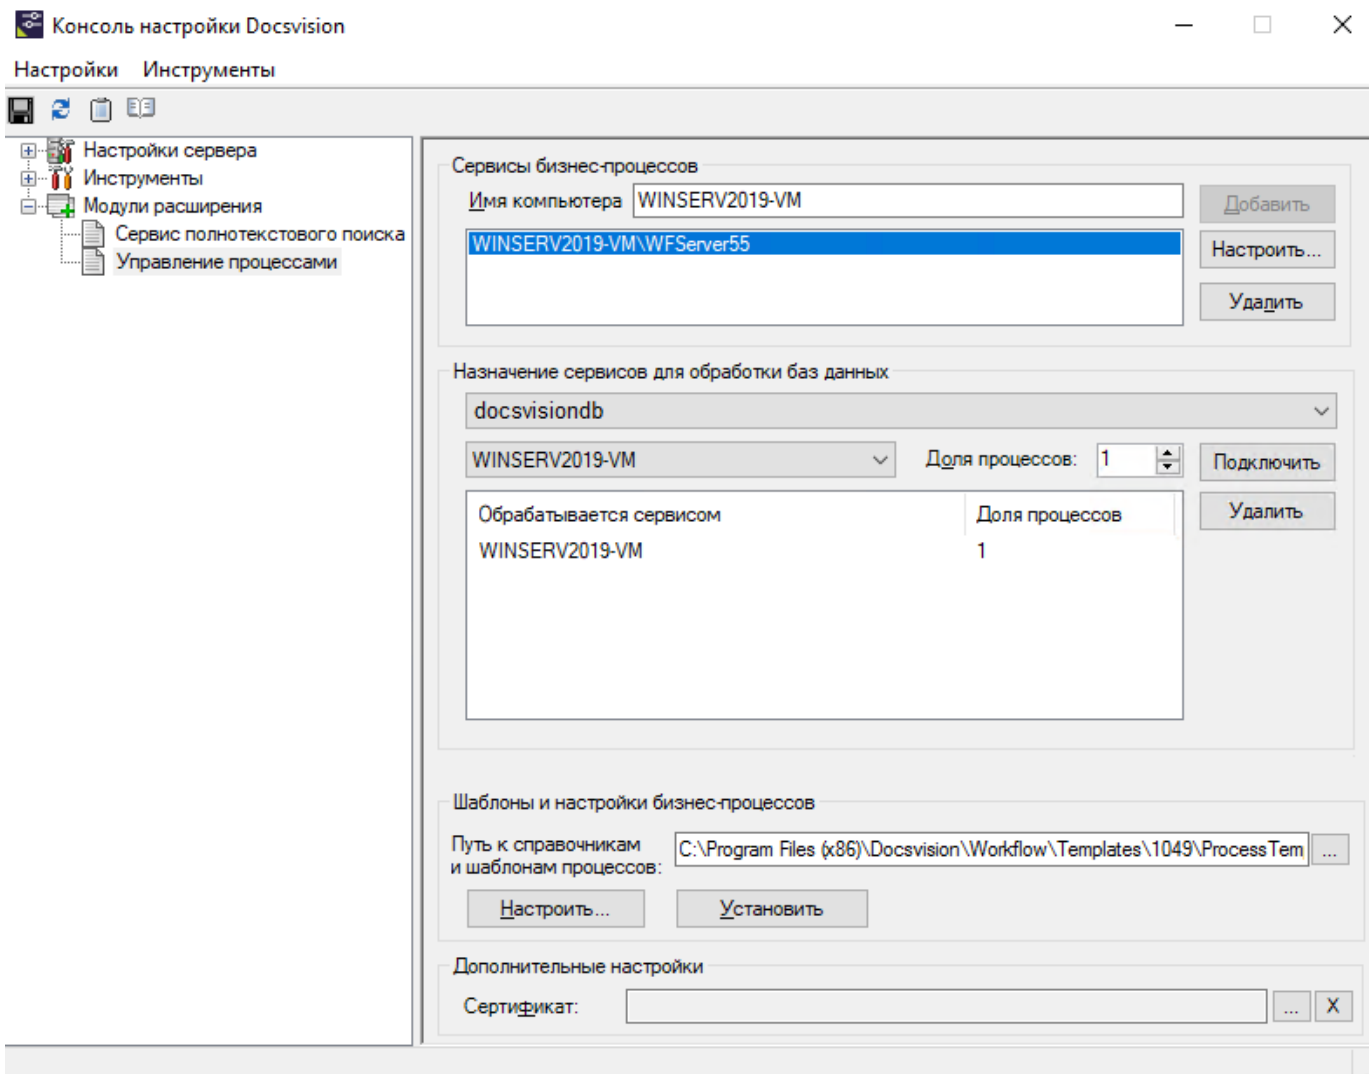 Консоль настройки Docsvision
Настройки Инструменты
Настройки сервера
Инструменты
Модули расширения
Сервис полнотекстового поиска
Управление процессами
Сервисы бизнес-процессов
Имя компьютера WINSERV2019-VM Добавить
WINSERV2019-VM\WFServer55 Настроить...
Удалить
Назначение сервисов для обработки баз данных
docsvisiondb
WINSERV2019-VM Доля процессов: 1 Подключить
Обрабатывается сервисом Доля процессов Удалить
WINSERV2019-VM 1
Шаблоны и настройки бизнес-процессов
Путь к справочникам
и шаблонам процессов: C:\Program Files (x86)\Docsvision\Workflow\Templates\1049\ProcessTem ...
Настроить... Установить
Дополнительные настройки
Сертификат: ... X